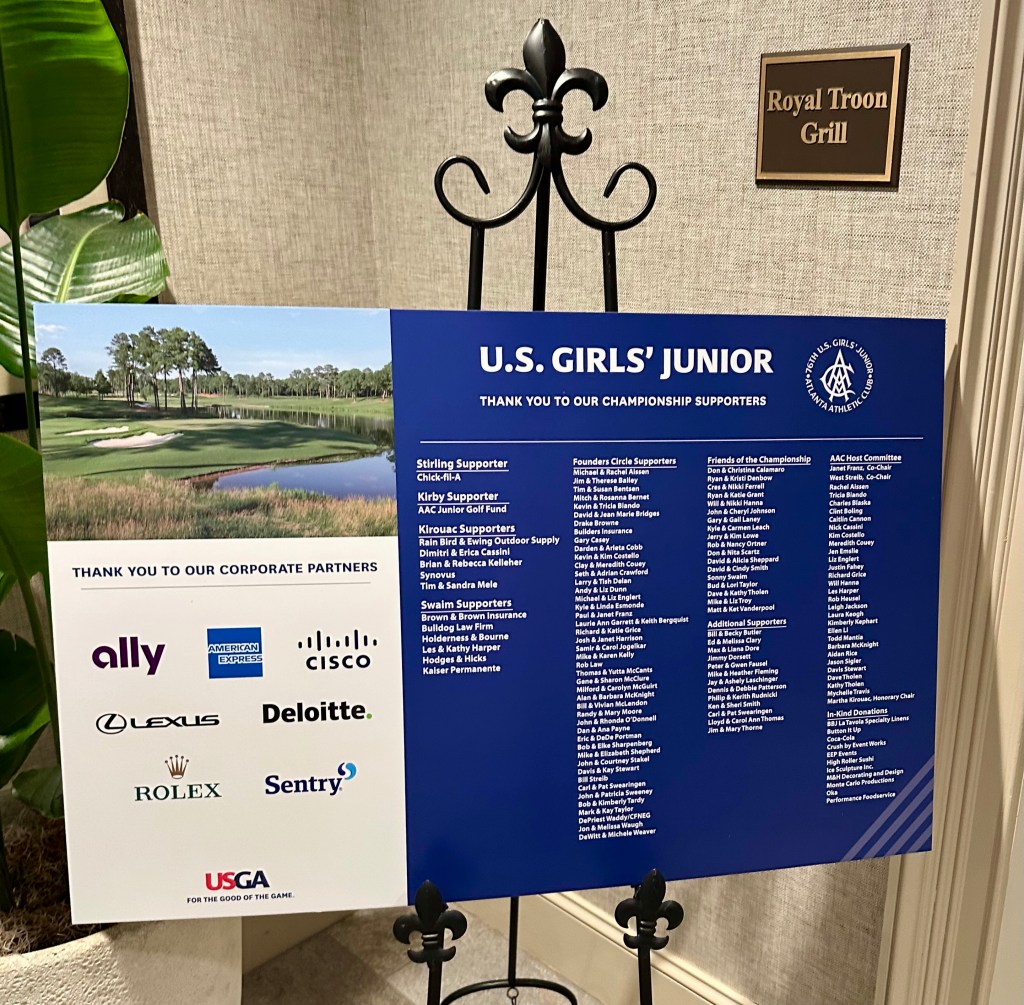 Royal Troon
Grill
U.S. GIRLS' JUNIOR
THANK YOU TO OUR CHAMPIONSHIP SUPPORTERS
75TH U.S. GIRLS' JUNIOR
ATLANTA ATHLETIC CLUB
THANK YOU TO OUR CORPORATE PARTNERS
ally
AMERICAN
EXPRESS
CISCO
LEXUS
Deloitte.
ROLEX
Sentry
USGA
FOR THE GOOD OF THE GAME.
Stirling Supporter
Chick-fil-A
Kirby Supporter
AAC Junior Golf Fund
Kirouac Supporters
Rain Bird & Ewing Outdoor Supply
Dimitri & Erica Cassini
Brian & Rebecca Kelleher
Synovus
Tim & Sandra Mele
Swaim Supporters
Brown & Brown Insurance
Bulldog Law Firm
Holderness & Bourne
Les & Kathy Harper
Hodges & Hicks
Kaiser Permanente
Founders Circle Supporters
Michael & Rachel Aissen
Jim & Therese Bailey
Tim & Susan Bentsen
Mitch & Rosanna Bernet
Kevin & Tricia Biando
David & Jean Marie Bridges
Drake Browne
Builders Insurance
Gary Casey
Darden & Arleta Cobb
Kevin & Kim Costello
Clay & Meredith Couey
Seth & Adrian Crawford
Larry & Tish Delan
Andy & Liz Dunn
Michael & Liz Englert
Kyle & Linda Esmonde
Paul & Janet Franz
Laurie Ann Garrett & Keith Bergquist
Richard & Katie Grice
Josh & Janet Harrison
Samir & Carol Jogelkar
Mike & Karen Kelly
Rob Law
Thomas & Yutta McCants
Gene & Sharon McClure
Milford & Carolyn McGuirt
Alan & Barbara McKnight
Bill & Vivian McLendon
Randy & Mary Moore
John & Rhonda O'Donnell
Dan & Ana Payne
Eric & DeDe Portman
Bob & Elke Sharpenberg
Mike & Elizabeth Shepherd
John & Courtney Stakel
Davis & Kay Stewart
Bill Streib
Carl & Pat Swearingen
John & Patricia Sweeney
Bob & Kimberly Tardy
Mark & Kay Taylor
DePriest Waddy/CFNEG
Jon & Melissa Waugh
DeWitt & Michele Weaver
Friends of the Championship
Don & Christina Calamaro
Ryan & Kristi Denbow
Cres & Nikki Ferrell
Ryan & Katie Grant
Will & Nikki Hanna
John & Cheryl Johnson
Gary & Gail Laney
Kyle & Carmen Leach
Jerry & Kim Lowe
Rob & Nancy Ortner
Don & Nita Scartz
David & Alicia Sheppard
David & Cindy Smith
Sonny Swaim
Bud & Lori Taylor
Dave & Kathy Tholen
Mike & Liz Troy
Matt & Ket Vanderpool
Additional Supporters
Bill & Becky Butler
Ed & Melissa Clary
Max & Liana Dore
Jimmy Dorsett
Peter & Gwen Fausel
Mike & Heather Fleming
Jay & Ashely Laschinger
Dennis & Debbie Patterson
Philip & Kerith Rudnicki
Ken & Sheri Smith
Carl & Pat Swearingen
Lloyd & Carol Ann Thomas
Jim & Mary Thorne
AAC Host Committee
Janet Franz, Co-Chair
West Streib, Co-Chair
Rachel Aissen
Tricia Biando
Charles Blaska
Clint Boling
Caitlin Cannon
Nick Cassini
Kim Costello
Meredith Couey
Jen Emslie
Liz Englert
Justin Fahey
Richard Grice
Will Hanna
Les Harper
Rob Heusel
Leigh Jackson
Laura Keogh
Kimberly Kephart
Ellen Li
Todd Mantia
Barbara McKnight
Aidan Rice
Jason Sigler
Davis Stewart
Dave Tholen
Kathy Tholen
Mychelle Travis
Martha Kirouac, Honorary Chair
In-Kind Donations
BBJ La Tavola Specialty Linens
Button It Up
Coca-Cola
Crush by Event Works
EEP Events
High Roller Sushi
Ice Sculpture Inc.
M&H Decorating and Design
Monte Carlo Productions
Oka
Performance Foodservice